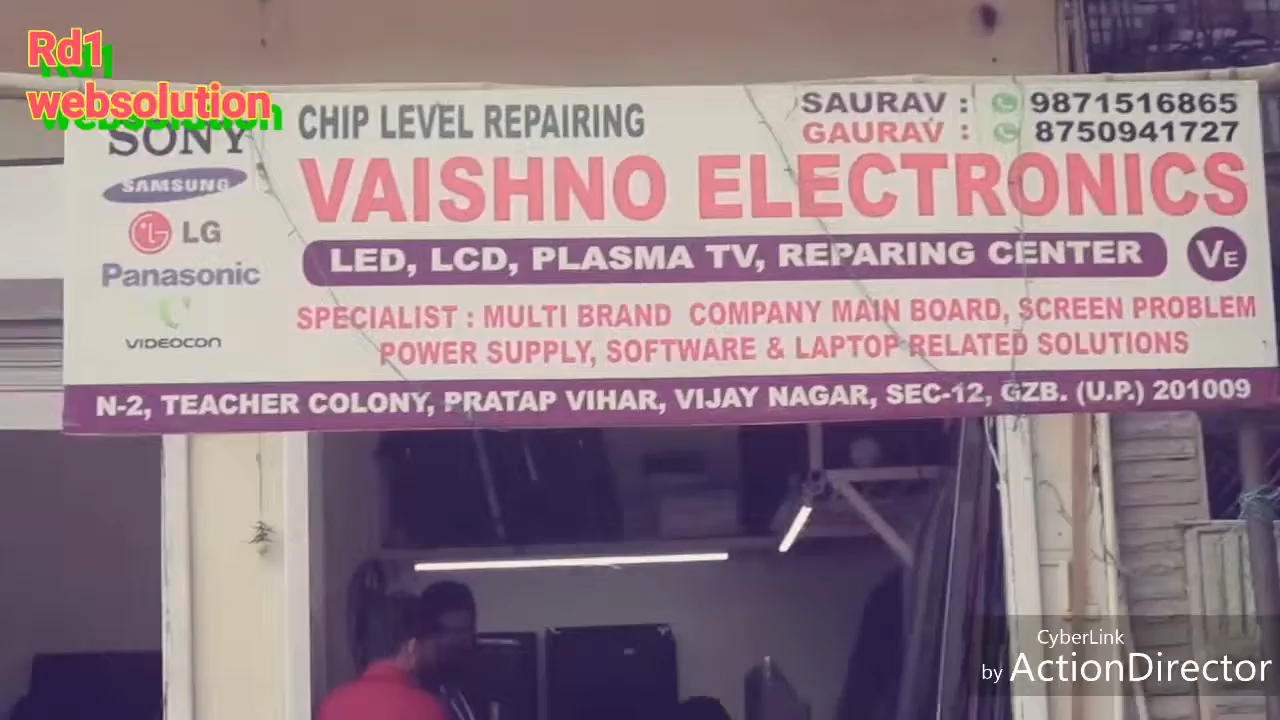 Rd1
websolution
SONY
SAMSUNG
LG
Panasonic
VIDEOCON
CHIP LEVEL REPAIRING
SAURAV : 9871516865
GAURAV : 8750941727
VAISHNO ELECTRONICS
LED, LCD, PLASMA TV, REPARING CENTER
VE
SPECIALIST : MULTI BRAND COMPANY MAIN BOARD, SCREEN PROBLEM
POWER SUPPLY, SOFTWARE & LAPTOP RELATED SOLUTIONS
N-2, TEACHER COLONY, PRATAP VIHAR, VIJAY NAGAR, SEC-12, GZB. (U.P.) 201009
CyberLink
by ActionDirector